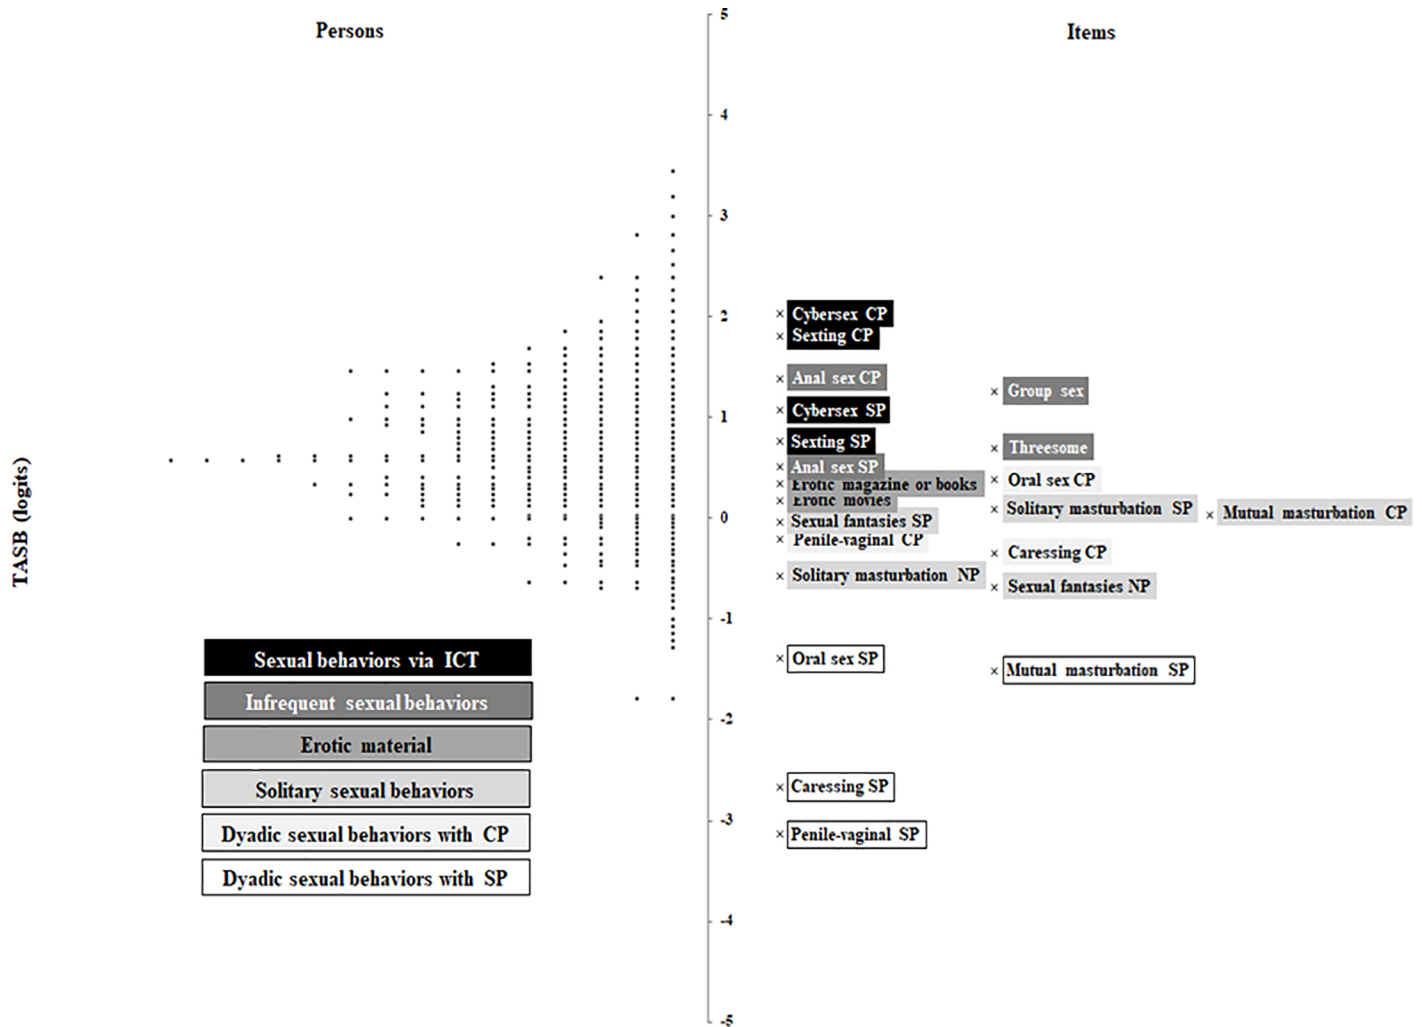 Persons
Items
5
4
3
2
1
0
-1
-2
-3
-4
-5
TASB (logits)
Cybersex CP
Sexting CP
Anal sex CP
Group sex
Cybersex SP
Sexting SP
Threesome
Anal sex SP
Oral sex CP
Erotic magazine or books
Erotic movies
Solitary masturbation SP
Mutual masturbation CP
Sexual fantasies SP
Penile-vaginal CP
Caressing CP
Solitary masturbation NP
Sexual fantasies NP
Oral sex SP
Mutual masturbation SP
Caressing SP
Penile-vaginal SP
Sexual behaviors via ICT
Infrequent sexual behaviors
Erotic material
Solitary sexual behaviors
Dyadic sexual behaviors with CP
Dyadic sexual behaviors with SP